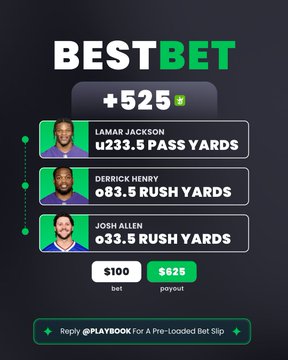 BESTBET
+525
LAMAR JACKSON
u233.5 PASS YARDS
DERRICK HENRY
o83.5 RUSH YARDS
JOSH ALLEN
o33.5 RUSH YARDS
$100 $625
bet payout
Reply @PLAYBOOK For A Pre-Loaded Bet Slip